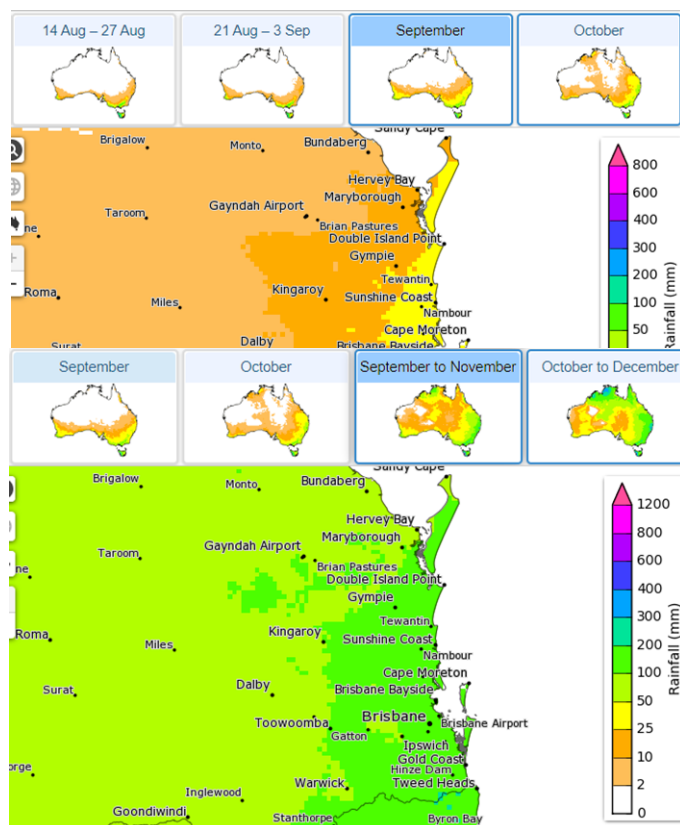 14 Aug – 27 Aug
21 Aug – 3 Sep
September
October
Sandy Cape
Brigalow
Monto
Bundaberg
Hervey Bay
Maryborough
Taroom
Gayndah Airport
Brian Pastures
ne
Double Island Point
Gympie
Tewantin
Roma
Miles
Kingaroy
Sunshine Coast
Nambour
Cape Moreton
Surat
Dalby
Brisbane Bayside
800
600
400
300
200
100
50
Rainfall (mm)
September
October
September to November
October to December
Sandy Cape
Brigalow
Monto
Bundaberg
Hervey Bay
Maryborough
Taroom
Gayndah Airport
Brian Pastures
ne
Double Island Point
Gympie
Tewantin
Roma
Miles
Kingaroy
Sunshine Coast
Nambour
Cape Moreton
Surat
Dalby
Brisbane Bayside
Toowoomba
Brisbane
Brisbane Airport
Gatton
Ipswich
Gold Coast
orge
Hinze Dam
Warwick
Tweed Heads
Inglewood
Goondiwindi
Stanthorpe
Byron Bay
1200
800
600
400
300
200
100
50
25
10
2
0
Rainfall (mm)